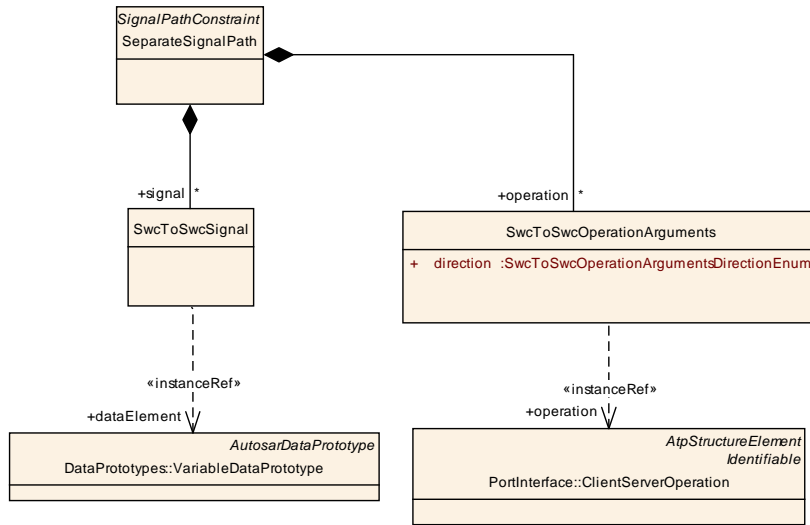 SignalPathConstraint
SeparateSignalPath
+signal *
+operation *
SwcToSwcSignal
SwcToSwcOperationArguments
+ direction :SwcToSwcOperationArgumentsDirectionEnum
«instanceRef»
«instanceRef»
+dataElement
+operation
AutosarDataPrototype
DataPrototypes::VariableDataPrototype
AtpStructureElement
Identifiable
PortInterface::ClientServerOperation